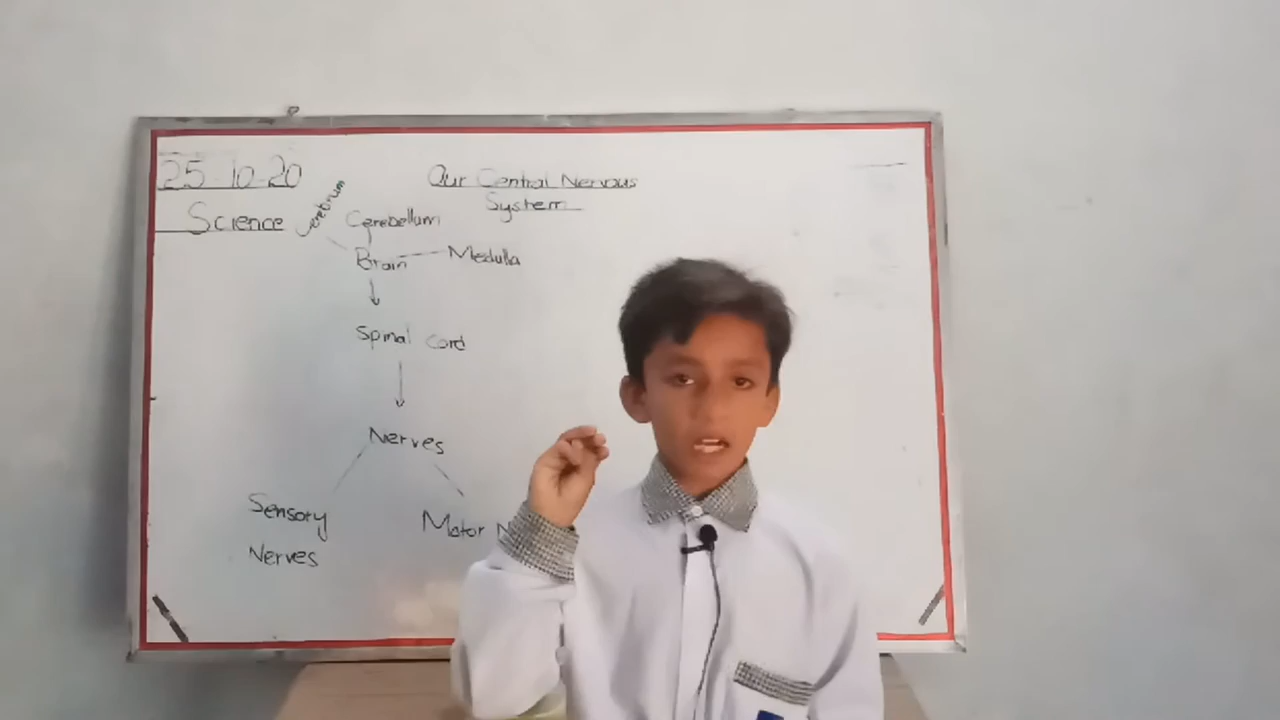 25-10-20
Our Central Nervous
System
Science
Cerebrum
Cerebellum
Brain
Medulla
Spinal cord
Nerves
Sensory
Nerves
Motor N